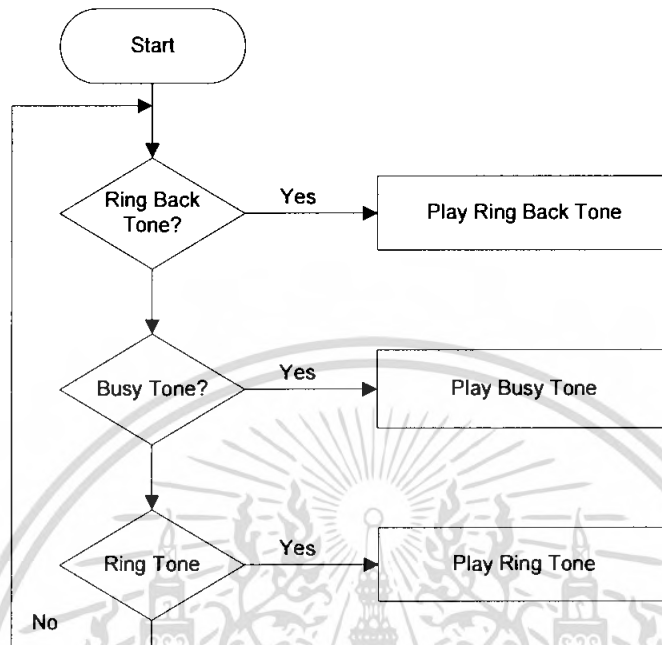 Start
Ring Back
Tone?
Yes
Play Ring Back Tone
Busy Tone?
Yes
Play Busy Tone
Ring Tone
Yes
Play Ring Tone
No